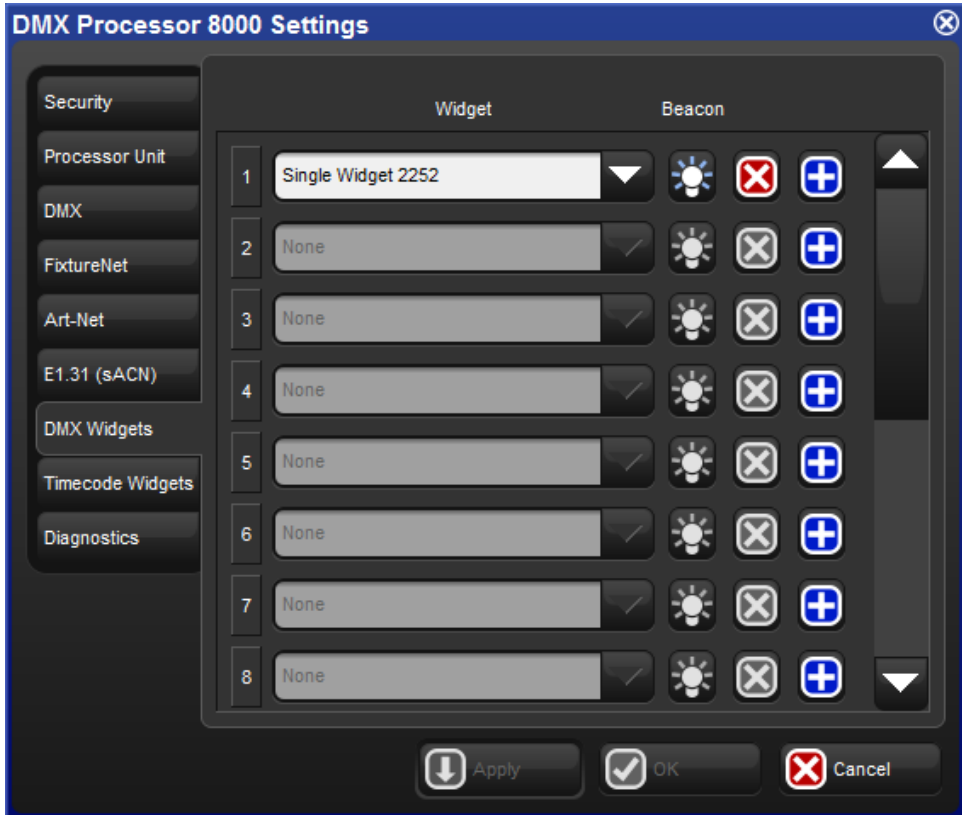 DMX Processor 8000 Settings
Security
Processor Unit
DMX
FixtureNet
Art-Net
E1.31 (sACN)
DMX Widgets
Timecode Widgets
Diagnostics
Widget Beacon
1 Single Widget 2252
2 None
3 None
4 None
5 None
6 None
7 None
8 None
Apply OK Cancel